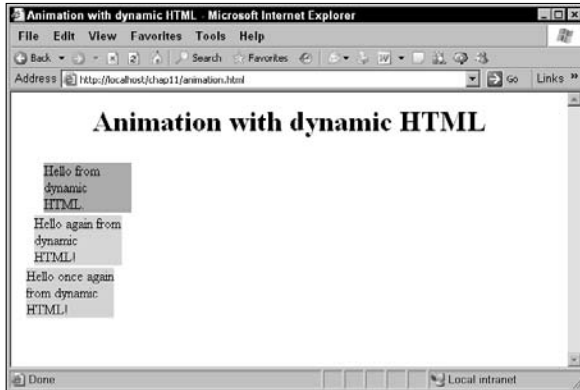 Animation with dynamic HTML - Microsoft Internet Explorer
File Edit View Favorites Tools Help
Back Search Favorites
Address http://localhost/chap11/animation.html Go Links »
Animation with dynamic HTML
Hello from
dynamic
HTML.
Hello again from
dynamic
HTML!
Hello once again
from dynamic
HTML!
Done Local intranet